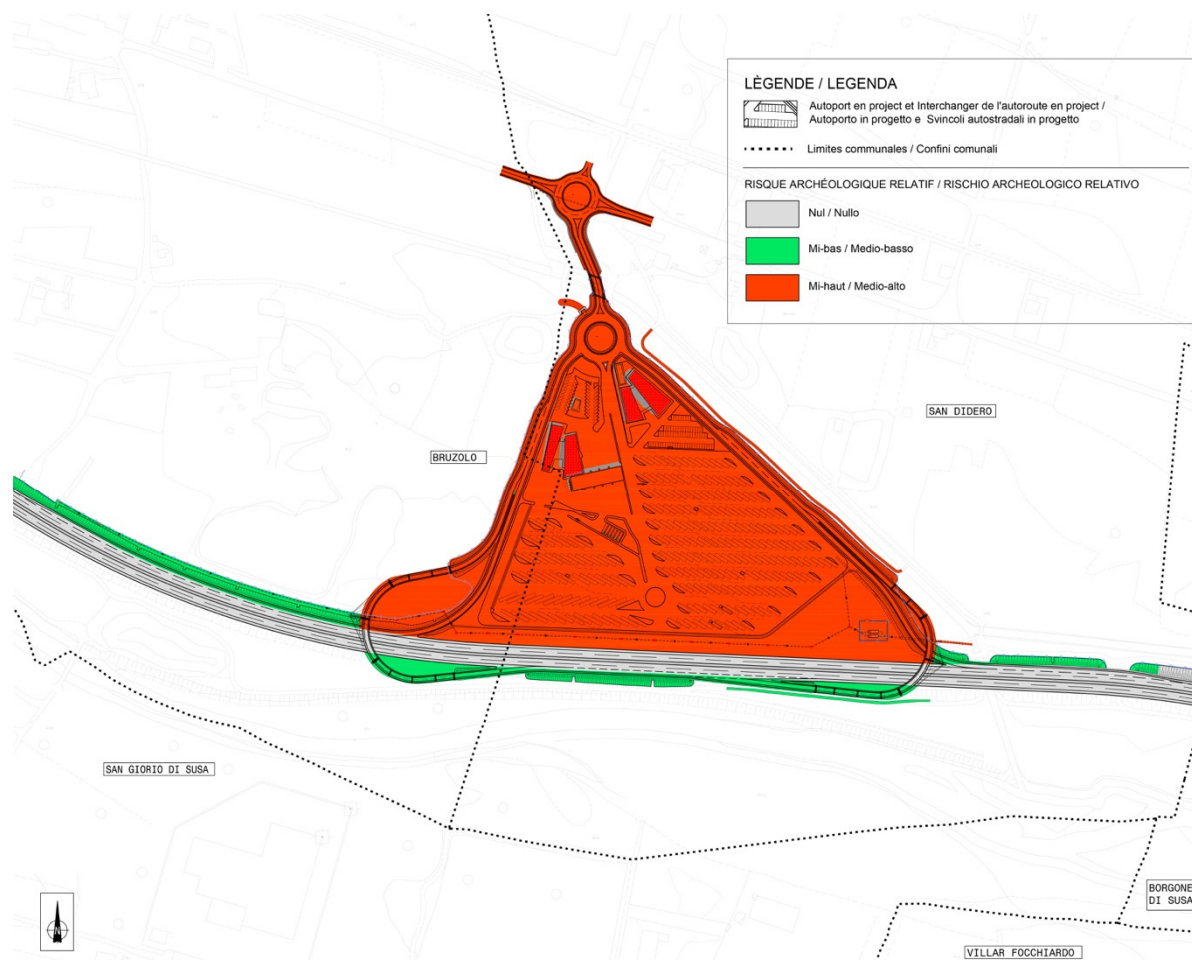 LÈGENDE / LEGENDA
Autoport en project et Interchanger de l'autoroute en project /
Autoporto in progetto e Svincoli autostradali in progetto
Limites communales / Confini comunali
RISQUE ARCHÉOLOGIQUE RELATIF / RISCHIO ARCHEOLOGICO RELATIVO
Nul / Nullo
Mi-bas / Medio-basso
Mi-haut / Medio-alto
SAN DIDERO
BRUZOLO
SAN GIORIO DI SUSA
BORGONE
DI SUSA
VILLAR FOCCHIARDO
N